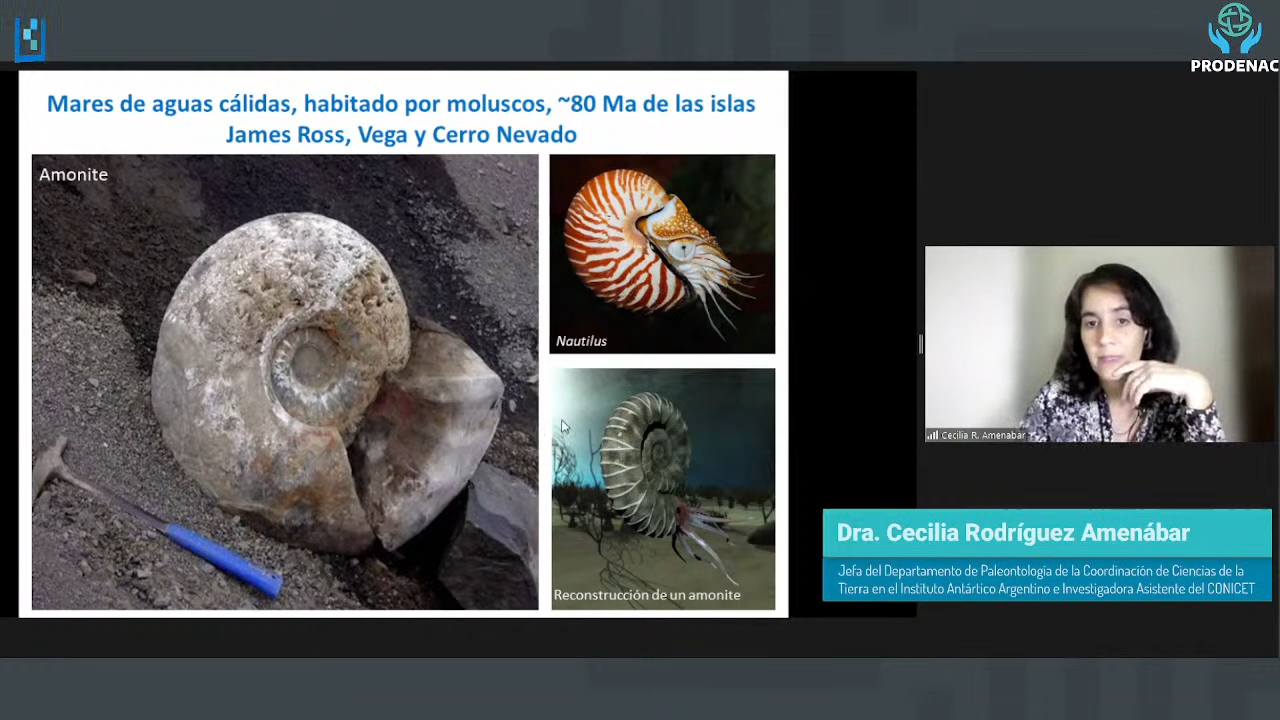 PRODENAC
Mares de aguas cálidas, habitado por moluscos, ~80 Ma de las islas
James Ross, Vega y Cerro Nevado
Amonite
Nautilus
Reconstrucción de un amonite
Cecilia R. Amenabar
Dra. Cecilia Rodríguez Amenábar
Jefa del Departamento de Paleontología de la Coordinación de Ciencias de la
Tierra en el Instituto Antártico Argentino e Investigadora Asistente del CONICET